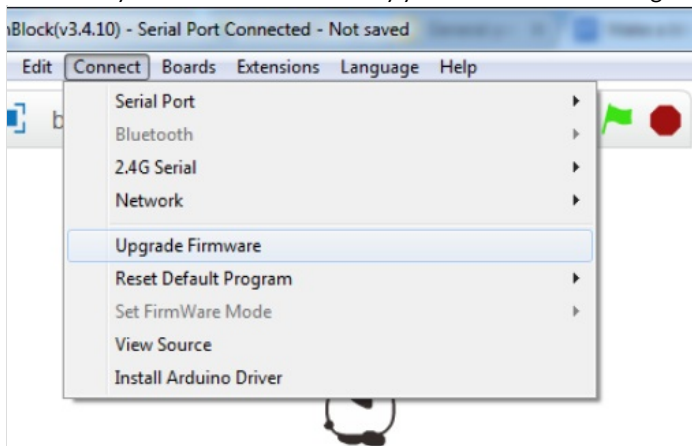 nBlock(v3.4.10) - Serial Port Connected - Not saved
Edit Connect Boards Extensions Language Help
Serial Port
Bluetooth
2.4G Serial
Network
Upgrade Firmware
Reset Default Program
Set FirmWare Mode
View Source
Install Arduino Driver